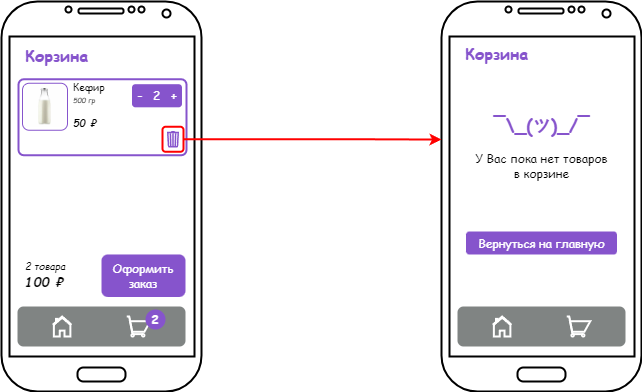 Корзина
Кефир
500 гр
50 ₽
- 2 +
2 товара
100 ₽
Оформить
заказ
2
Корзина
¯\_(ツ)_/¯
У Вас пока нет товаров
в корзине
Вернуться на главную